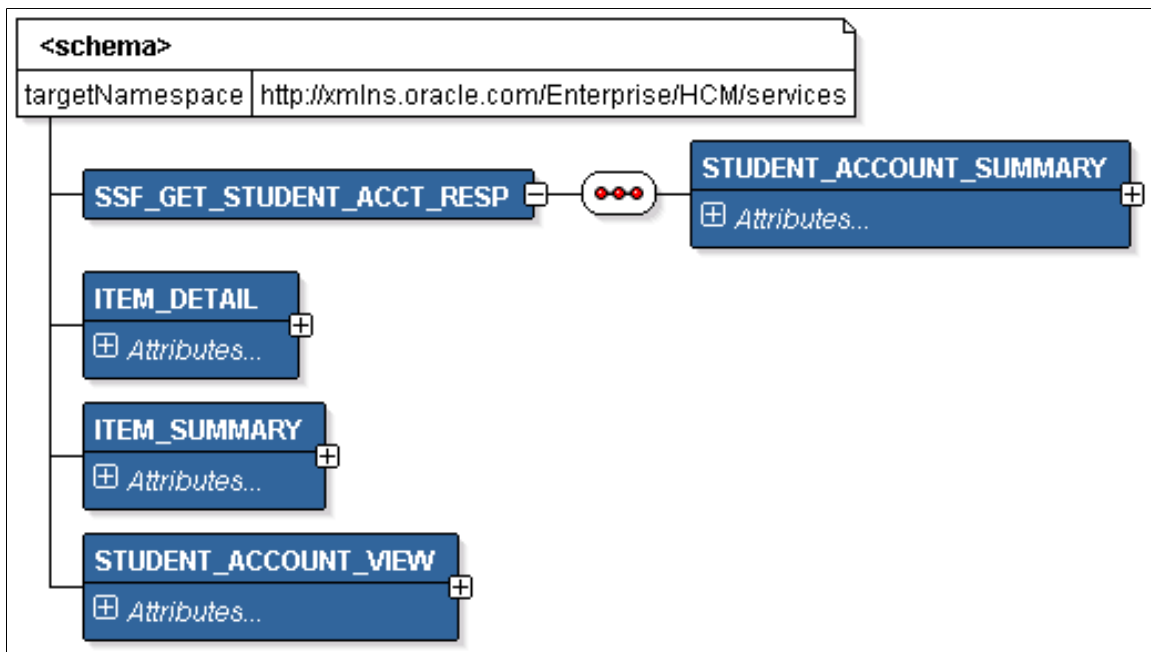 <schema>
targetNamespace http://xmlns.oracle.com/Enterprise/HCM/services
SSF_GET_STUDENT_ACCT_RESP
STUDENT_ACCOUNT_SUMMARY
Attributes...
ITEM_DETAIL
Attributes...
ITEM_SUMMARY
Attributes...
STUDENT_ACCOUNT_VIEW
Attributes...